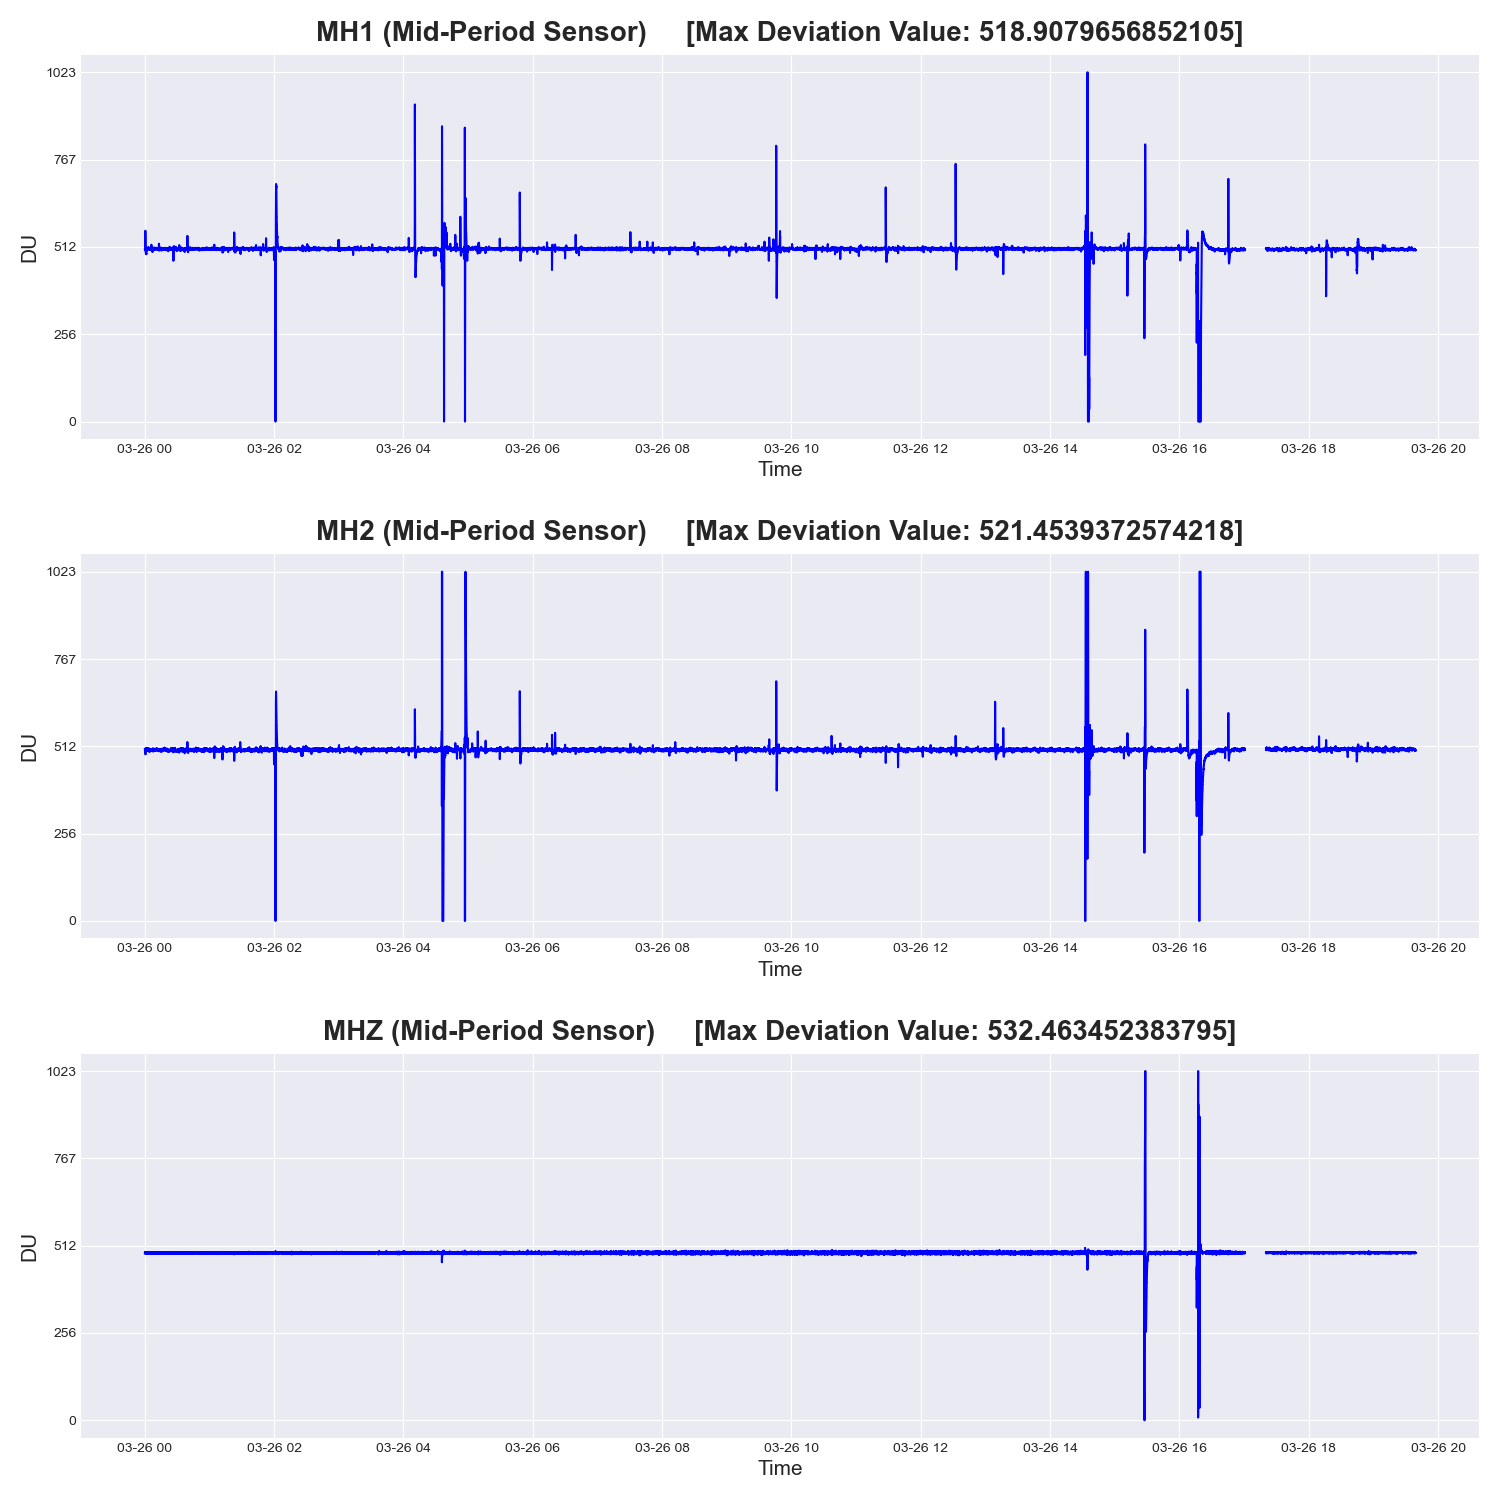 MH1 (Mid-Period Sensor) [Max Deviation Value: 518.9079656852105]
1023
767
512
256
0
DU
03-26 00 03-26 02 03-26 04 03-26 06 03-26 08 03-26 10 03-26 12 03-26 14 03-26 16 03-26 18 03-26 20
Time
MH2 (Mid-Period Sensor) [Max Deviation Value: 521.4539372574218]
1023
767
512
256
0
DU
03-26 00 03-26 02 03-26 04 03-26 06 03-26 08 03-26 10 03-26 12 03-26 14 03-26 16 03-26 18 03-26 20
Time
MHZ (Mid-Period Sensor) [Max Deviation Value: 532.463452383795]
1023
767
512
256
0
DU
03-26 00 03-26 02 03-26 04 03-26 06 03-26 08 03-26 10 03-26 12 03-26 14 03-26 16 03-26 18 03-26 20
Time